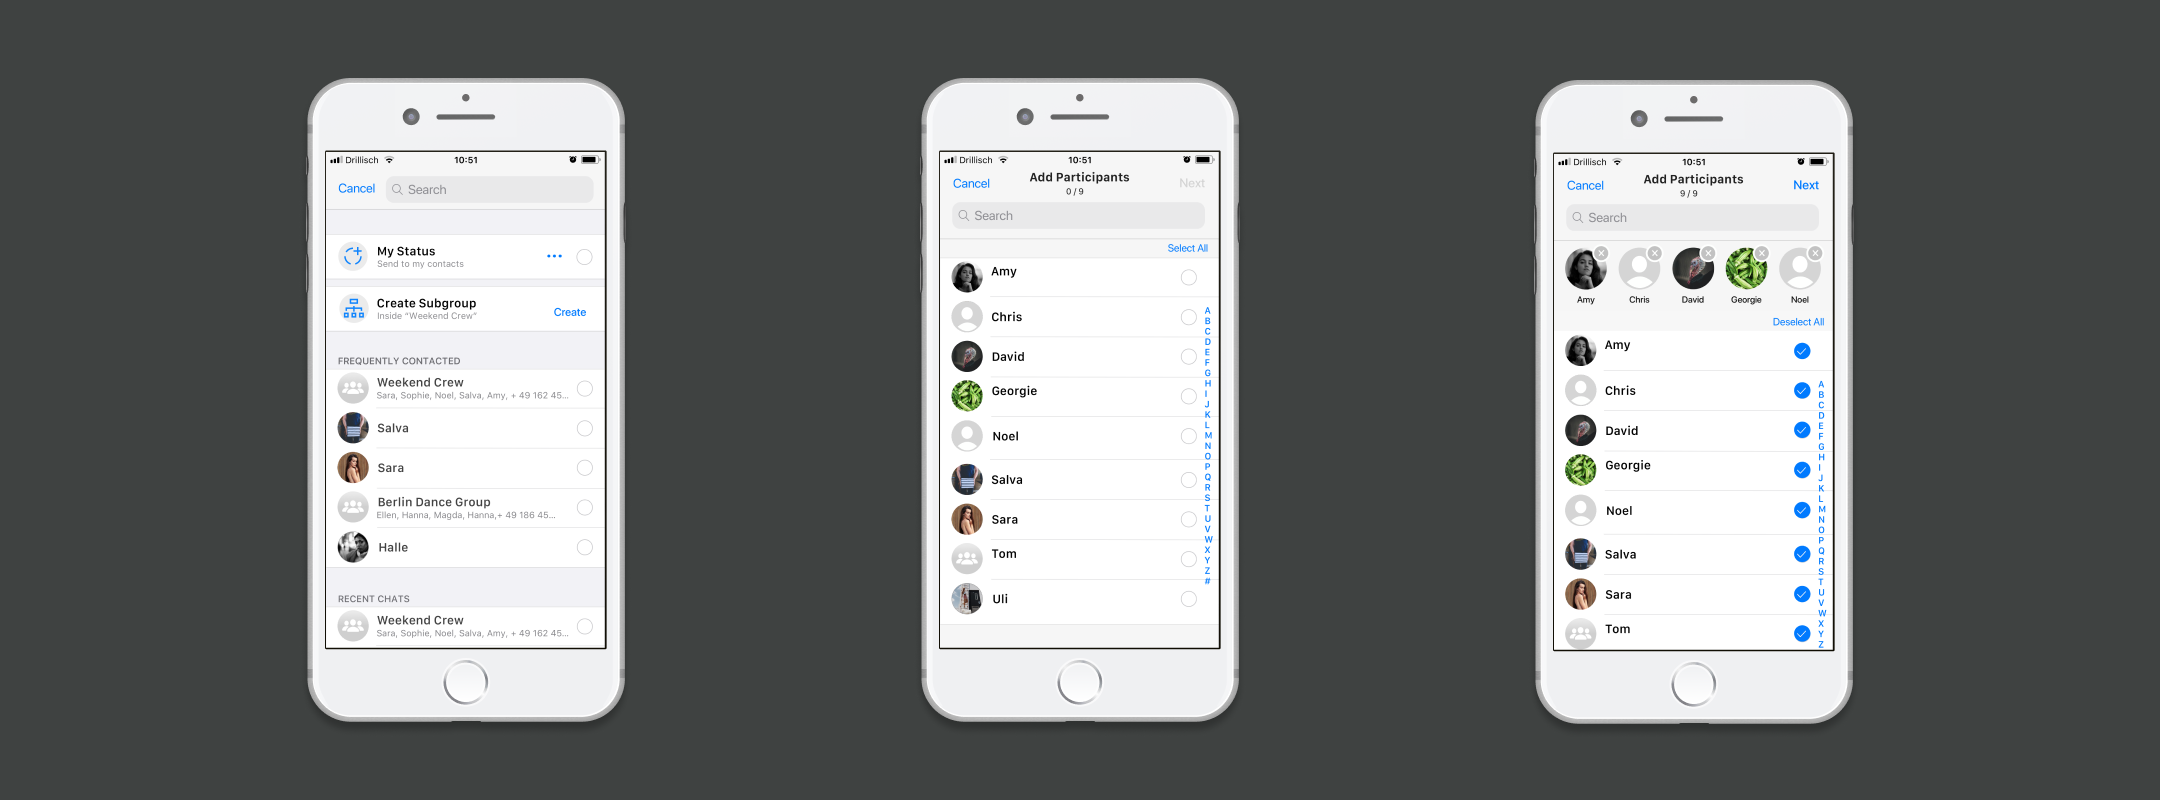 Drillisch 10:51
Cancel Search
My Status
Send to my contacts
Create Subgroup
Inside “Weekend Crew”
Create
FREQUENTLY CONTACTED
Weekend Crew
Sara, Sophie, Noel, Salva, Amy, + 49 162 45...
Salva
Sara
Berlin Dance Group
Ellen, Hanna, Magda, Hanna,+ 49 186 45...
Halle
RECENT CHATS
Weekend Crew
Sara, Sophie, Noel, Salva, Amy, + 49 162 45...
Drillisch 10:51
Cancel Add Participants Next
0 / 9
Search
Select All
Amy
Chris
David
Georgie
Noel
Salva
Sara
Tom
Uli
A
B
C
D
E
F
G
H
I
J
K
L
M
N
O
P
Q
R
S
T
U
V
W
X
Y
Z
#
Drillisch 10:51
Cancel Add Participants Next
9 / 9
Search
Amy Chris David Georgie Noel
Deselect All
Amy
Chris
David
Georgie
Noel
Salva
Sara
Tom
A
B
C
D
E
F
G
H
I
J
K
L
M
N
O
P
Q
R
S
T
U
V
W
X
Y
Z